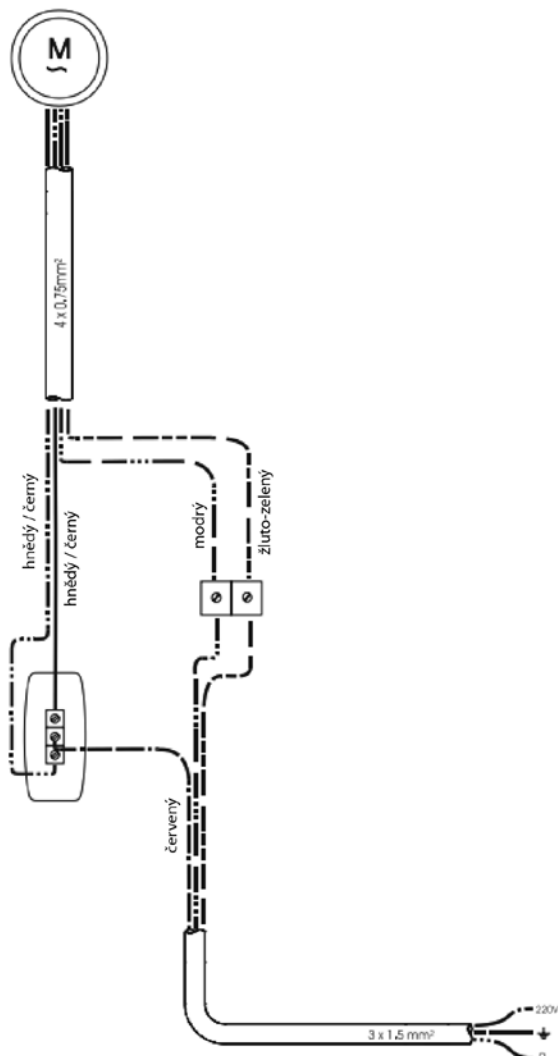 M
4 x 0.75mm²
hnědý / černý
hnědý / černý
modrý
žluto-zelený
červený
3 x 1.5 mm²
220V